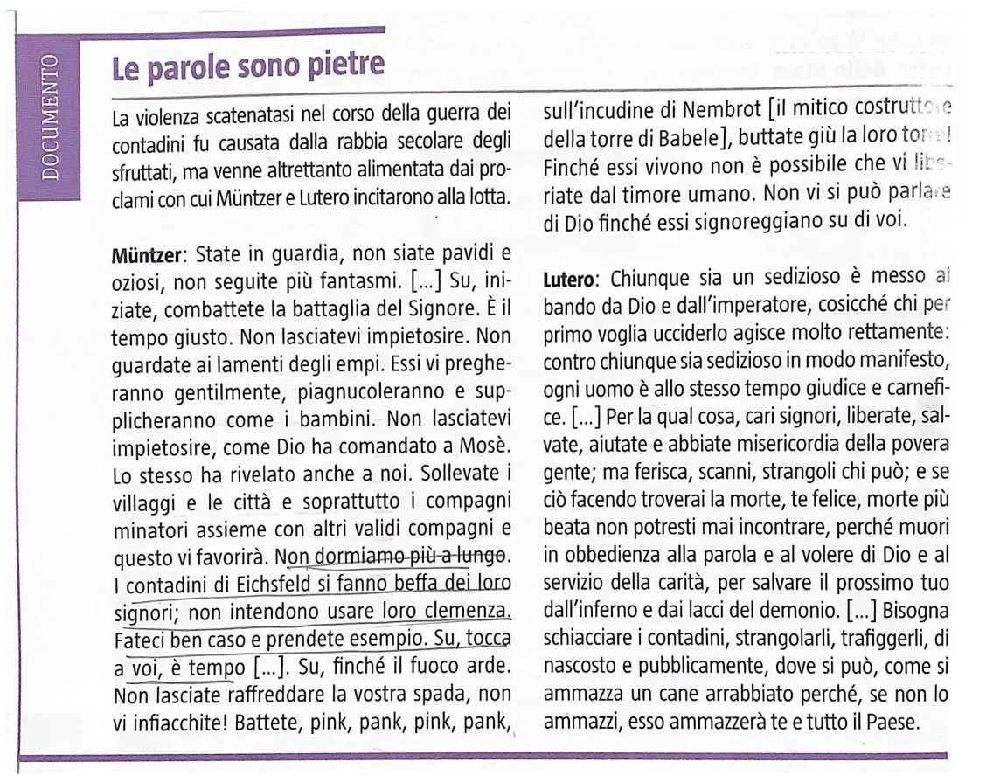 DOCUMENTO
Le parole sono pietre
La violenza scatenatasi nel corso della guerra dei
contadini fu causata dalla rabbia secolare degli
sfruttati, ma venne altrettanto alimentata dai pro-
clami con cui Müntzer e Lutero incitarono alla lotta.
Müntzer: State in guardia, non siate pavidi e
oziosi, non seguite più fantasmi. [...] Su, ini-
ziate, combattete la battaglia del Signore. È il
tempo giusto. Non lasciatevi impietosire. Non
guardate ai lamenti degli empi. Essi vi preghe-
ranno gentilmente, piagnucoleranno e sup-
plicheranno come i bambini. Non lasciatevi
impietosire, come Dio ha comandato a Mosè.
Lo stesso ha rivelato anche a noi. Sollevate i
villaggi e le città e soprattutto i compagni
minatori assieme con altri validi compagni e
questo vi favorirà. Non dormiamo più a lungo.
I contadini di Eichsfeld si fanno beffa dei loro
signori; non intendono usare loro clemenza.
Fateci ben caso e prendete esempio. Su, tocca
a voi, è tempo [...]. Su, finché il fuoco arde.
Non lasciate raffreddare la vostra spada, non
vi infiacchite! Battete, pink, pank, pink, pank,
sull'incudine di Nembrot [il mitico costruttore
della torre di Babele], buttate giù la loro torre!
Finché essi vivono non è possibile che vi libe-
riate dal timore umano. Non vi si può parlare
di Dio finché essi signoreggiano su di voi.
Lutero: Chiunque sia un sedizioso è messo al
bando da Dio e dall'imperatore, cosicché chi per
primo voglia ucciderlo agisce molto rettamente:
contro chiunque sia sedizioso in modo manifesto,
ogni uomo è allo stesso tempo giudice e carnefi-
ce. [...] Per la qual cosa, cari signori, liberate, sal-
vate, aiutate e abbiate misericordia della povera
gente; ma ferisca, scanni, strangoli chi può; e se
ciò facendo troverai la morte, te felice, morte più
beata non potresti mai incontrare, perché muori
in obbedienza alla parola e al volere di Dio e al
servizio della carità, per salvare il prossimo tuo
dall'inferno e dai lacci del demonio. [...] Bisogna
schiacciare i contadini, strangolarli, trafiggerli, di
nascosto e pubblicamente, dove si può, come si
ammazza un cane arrabbiato perché, se non lo
ammazzi, esso ammazzerà te e tutto il Paese.